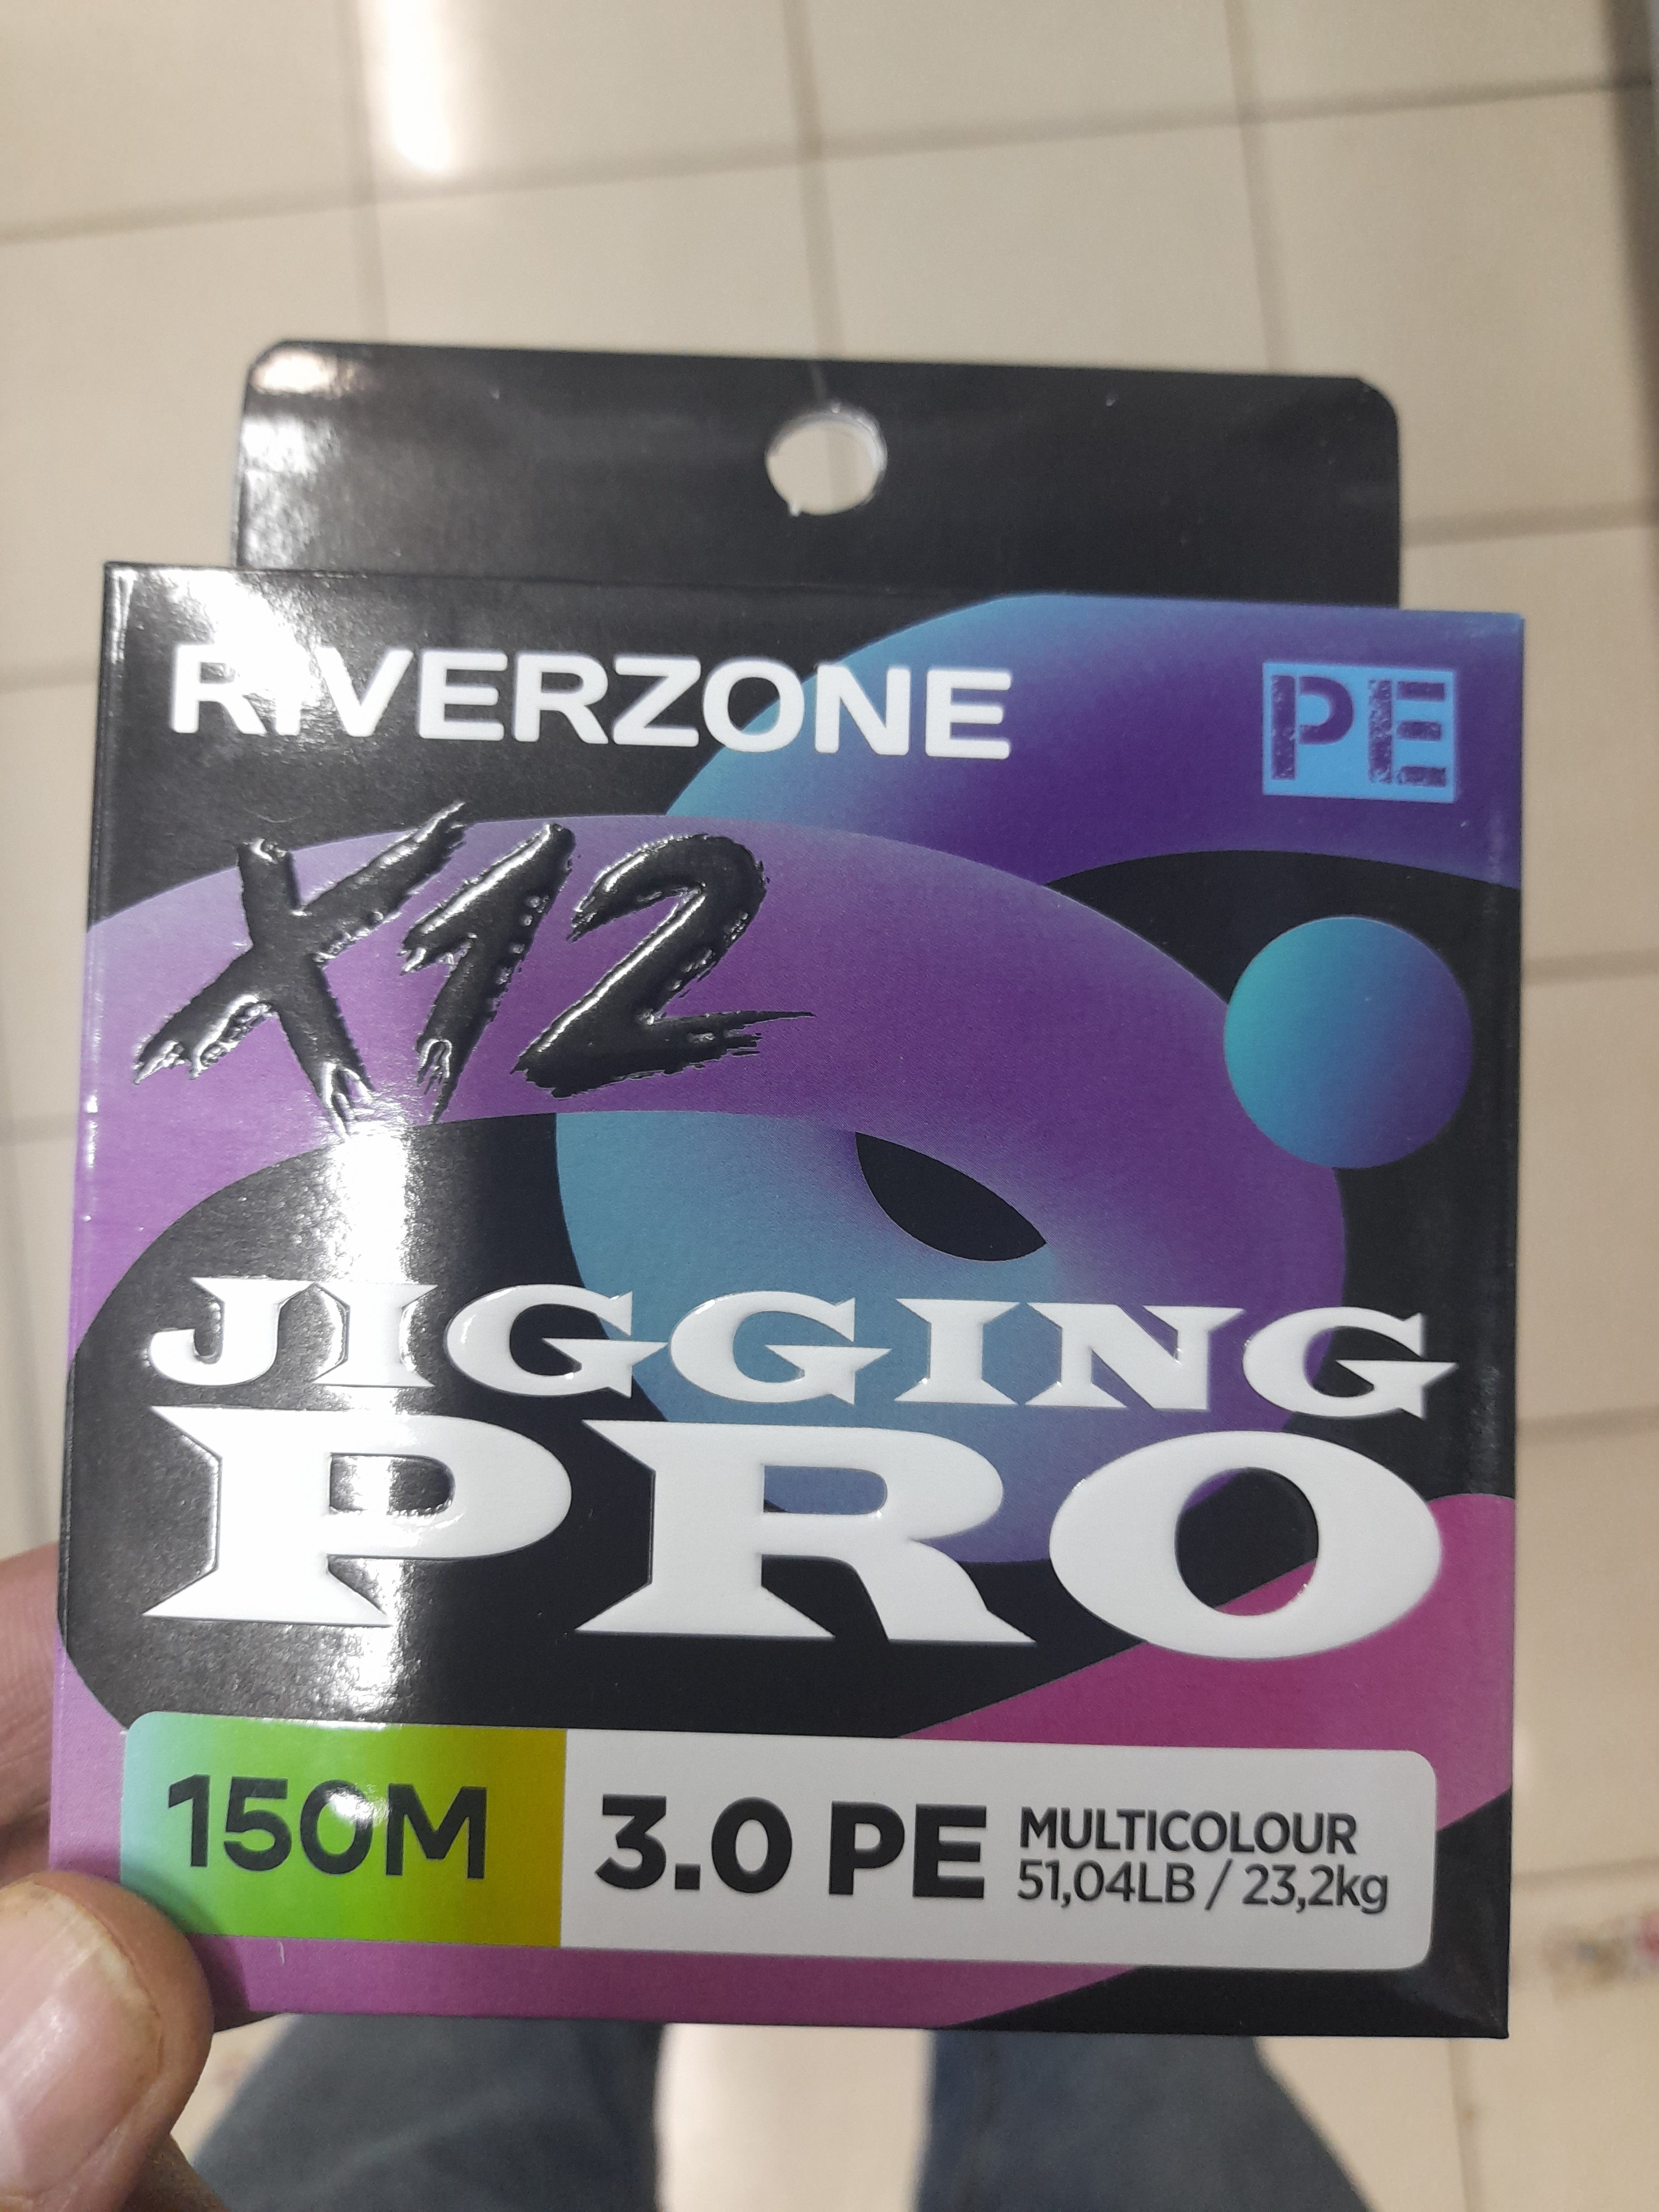 RIVERZONE
PE
X12
JIGGING
PRO
150M
3.0 PE
MULTICOLOUR
51,04LB / 23,2kg